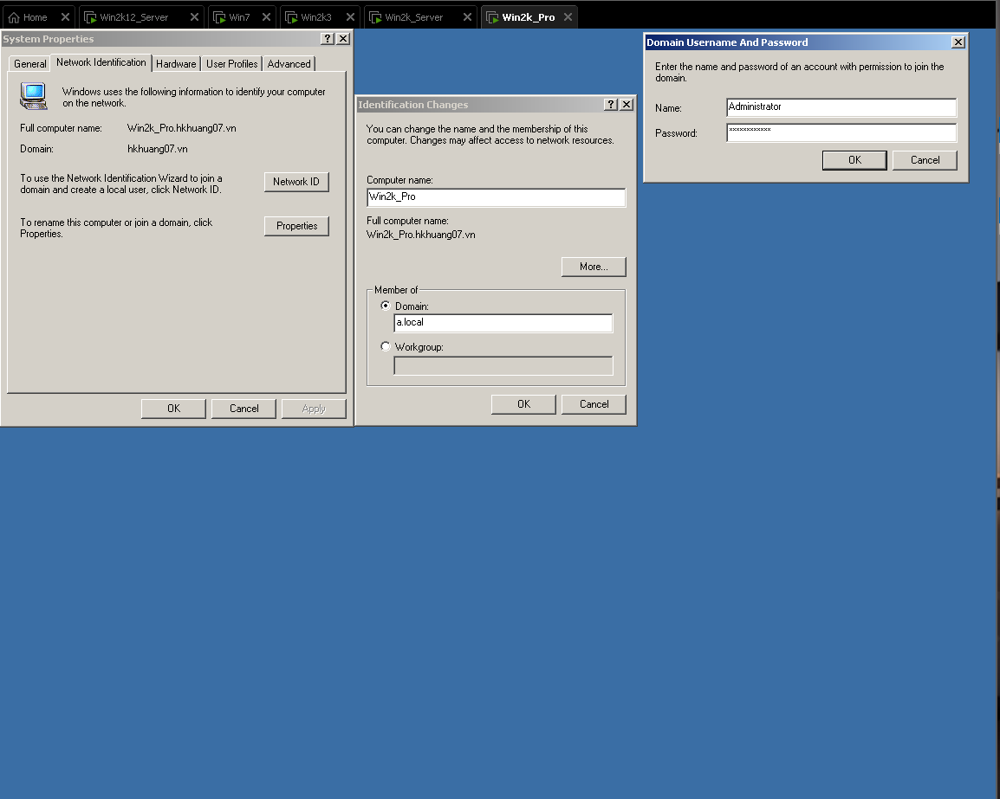 Home
Win2k12_Server
Win7
Win2k3
Win2k_Server
Win2k_Pro
System Properties
General
Network Identification
Hardware
User Profiles
Advanced
Windows uses the following information to identify your computer
on the network.
Full computer name: Win2k_Pro.hkhuang07.vn
Domain: hkhuang07.vn
To use the Network Identification Wizard to join a
domain and create a local user, click Network ID.
Network ID
To rename this computer or join a domain, click
Properties.
Properties
OK
Cancel
Apply
Identification Changes
You can change the name and the membership of this
computer. Changes may affect access to network resources.
Computer name:
Win2k_Pro
Full computer name:
Win2k_Pro.hkhuang07.vn
More...
Member of
Domain:
a.local
Workgroup:
OK
Cancel
Domain Username And Password
Enter the name and password of an account with permission to join the
domain.
Name: Administrator
Password: xxxxxxxxxxxx
OK
Cancel